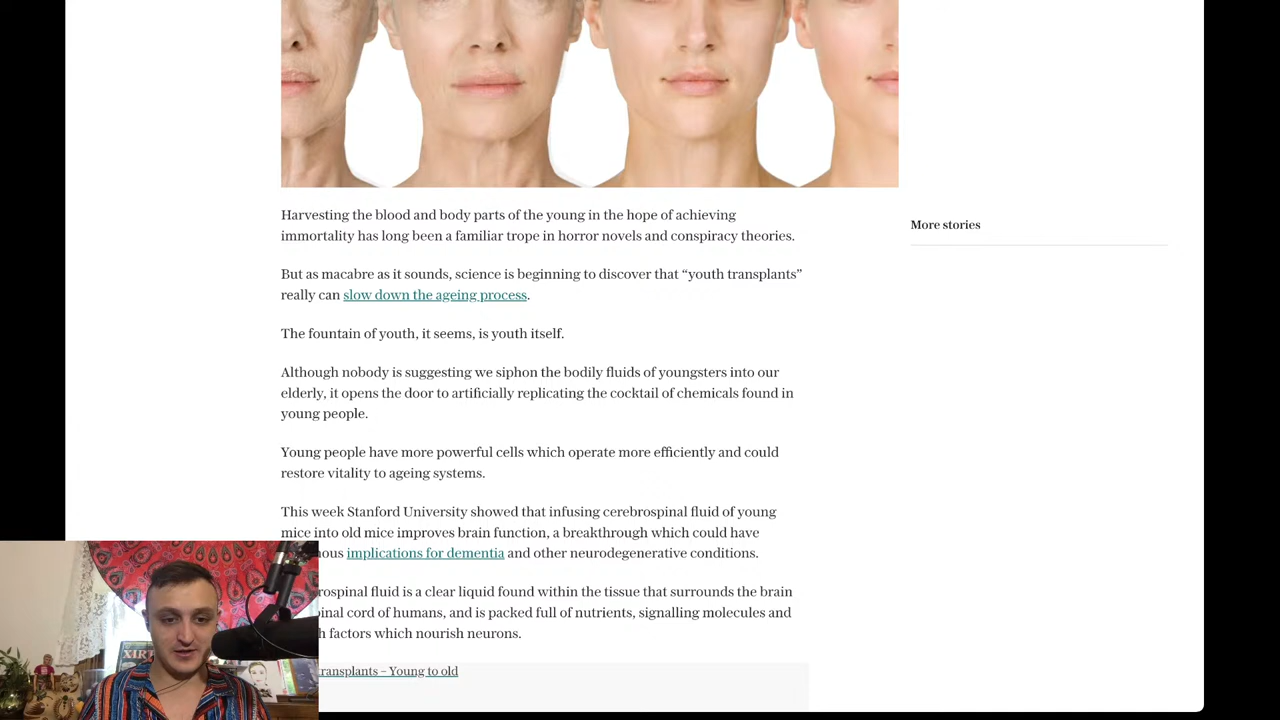 Harvesting the blood and body parts of the young in the hope of achieving
immortality has long been a familiar trope in horror novels and conspiracy theories.
More stories
But as macabre as it sounds, science is beginning to discover that “youth transplants”
really can slow down the ageing process.
The fountain of youth, it seems, is youth itself.
Although nobody is suggesting we siphon the bodily fluids of youngsters into our
elderly, it opens the door to artificially replicating the cocktail of chemicals found in
young people.
Young people have more powerful cells which operate more efficiently and could
restore vitality to ageing systems.
This week Stanford University showed that infusing cerebrospinal fluid of young
mice into old mice improves brain function, a breakthrough which could have
implications for dementia and other neurodegenerative conditions.
fluid is a clear liquid found within the tissue that surrounds the brain
cord of humans, and is packed full of nutrients, signalling molecules and
factors which nourish neurons.
– Young to old